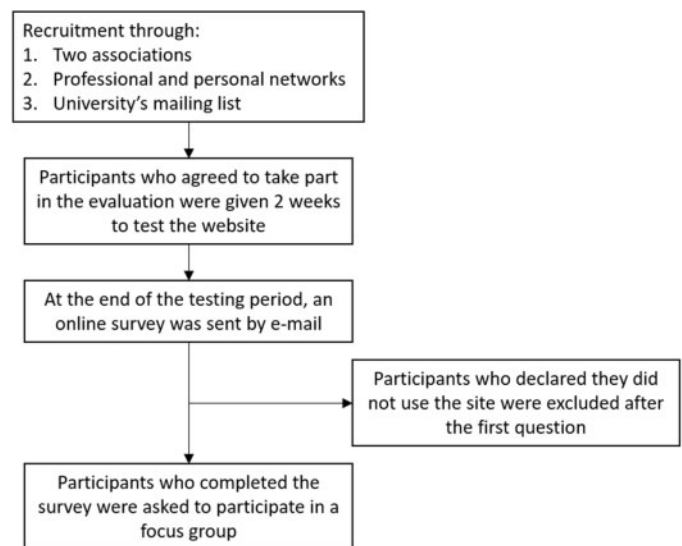 Recruitment through:
1. Two associations
2. Professional and personal networks
3. University's mailing list
Participants who agreed to take part
in the evaluation were given 2 weeks
to test the website
At the end of the testing period, an
online survey was sent by e-mail
Participants who declared they did
not use the site were excluded after
the first question
Participants who completed the
survey were asked to participate in a
focus group